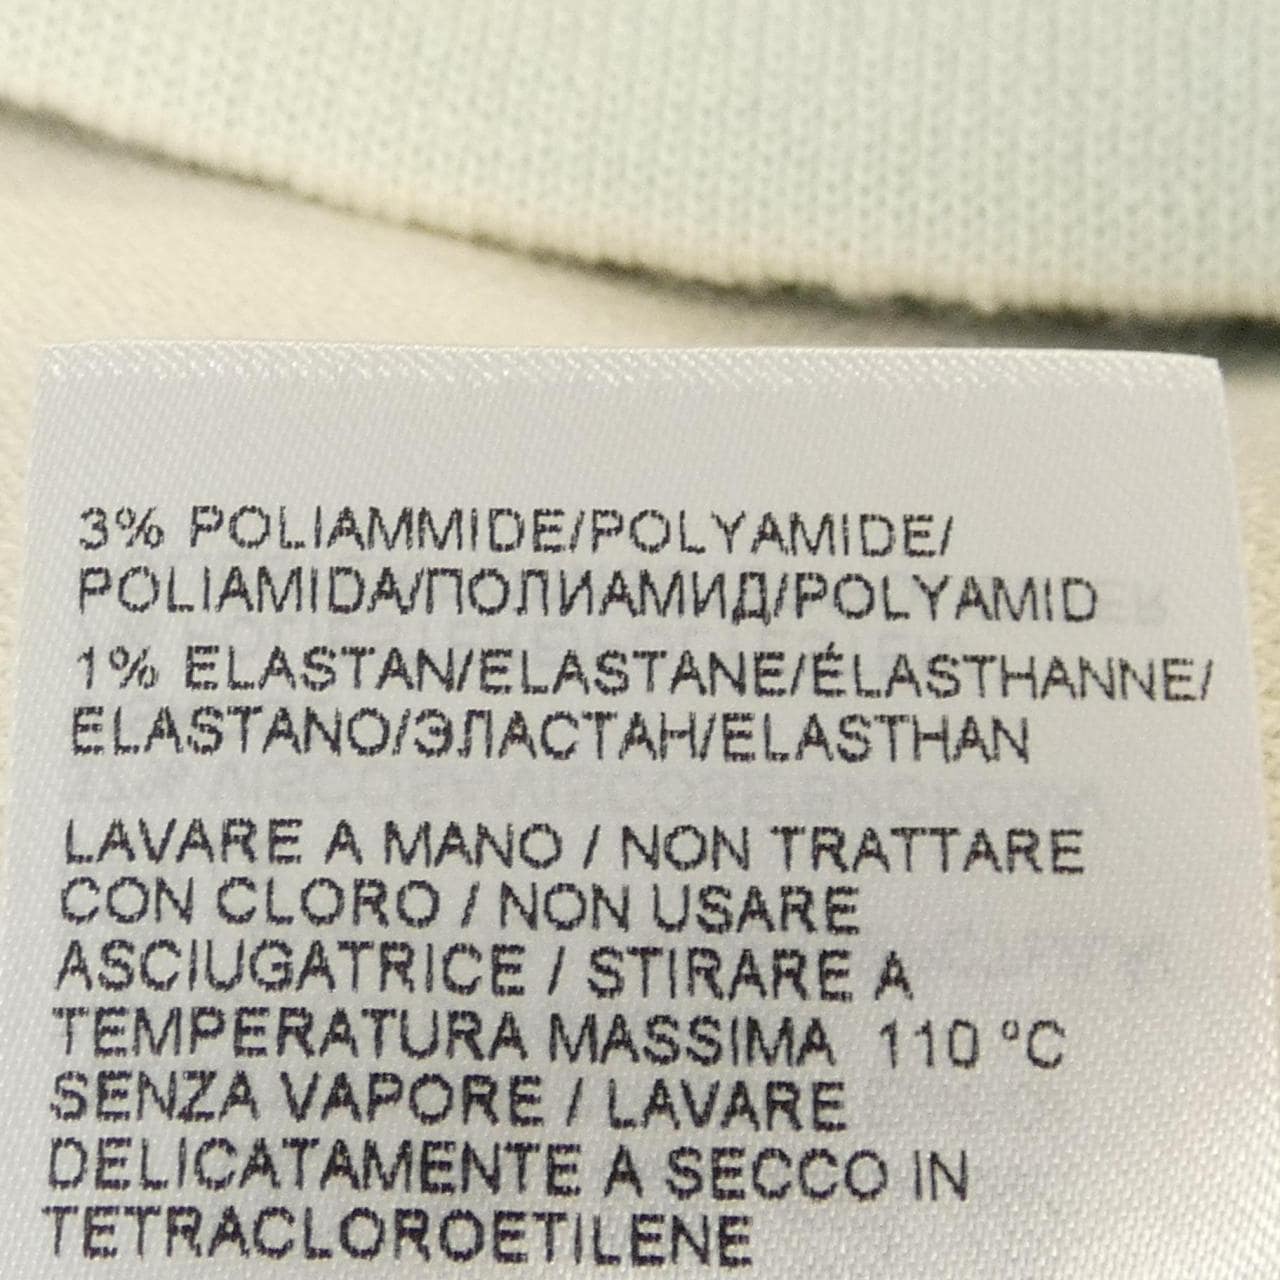 3% POLIAMMIDE/POLYAMIDE/
POLIAMIDA/ПОЛИАМИД/POLYAMID
1% ELASTAN/ELASTANE/ÉLASTHANNE/
ELASTANO/ЭЛАСТАН/ELASTHAN
LAVARE A MANO / NON TRATTARE
CON CLORO / NON USARE
ASCIUGATRICE / STIRARE A
TEMPERATURA MASSIMA 110 °C
SENZA VAPORE / LAVARE
DELICATAMENTE A SECCO IN
TETRACLOROETILENE